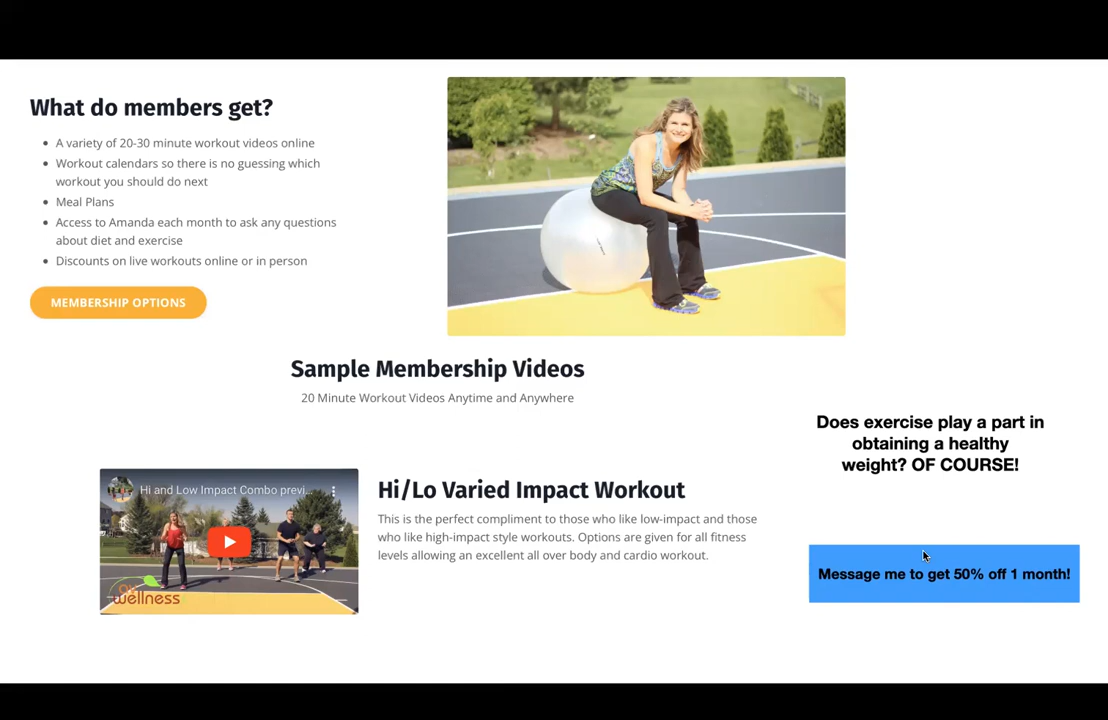 What do members get?
A variety of 20-30 minute workout videos online
Workout calendars so there is no guessing which
workout you should do next
Meal Plans
Access to Amanda each month to ask any questions
about diet and exercise
Discounts on live workouts online or in person
MEMBERSHIP OPTIONS
Sample Membership Videos
20 Minute Workout Videos Anytime and Anywhere
Hi and Low Impact Combo previ...
wellness
Hi/Lo Varied Impact Workout
This is the perfect compliment to those who like low-impact and those
who like high-impact style workouts. Options are given for all fitness
levels allowing an excellent all over body and cardio workout.
Does exercise play a part in
obtaining a healthy
weight? OF COURSE!
Message me to get 50% off 1 month!